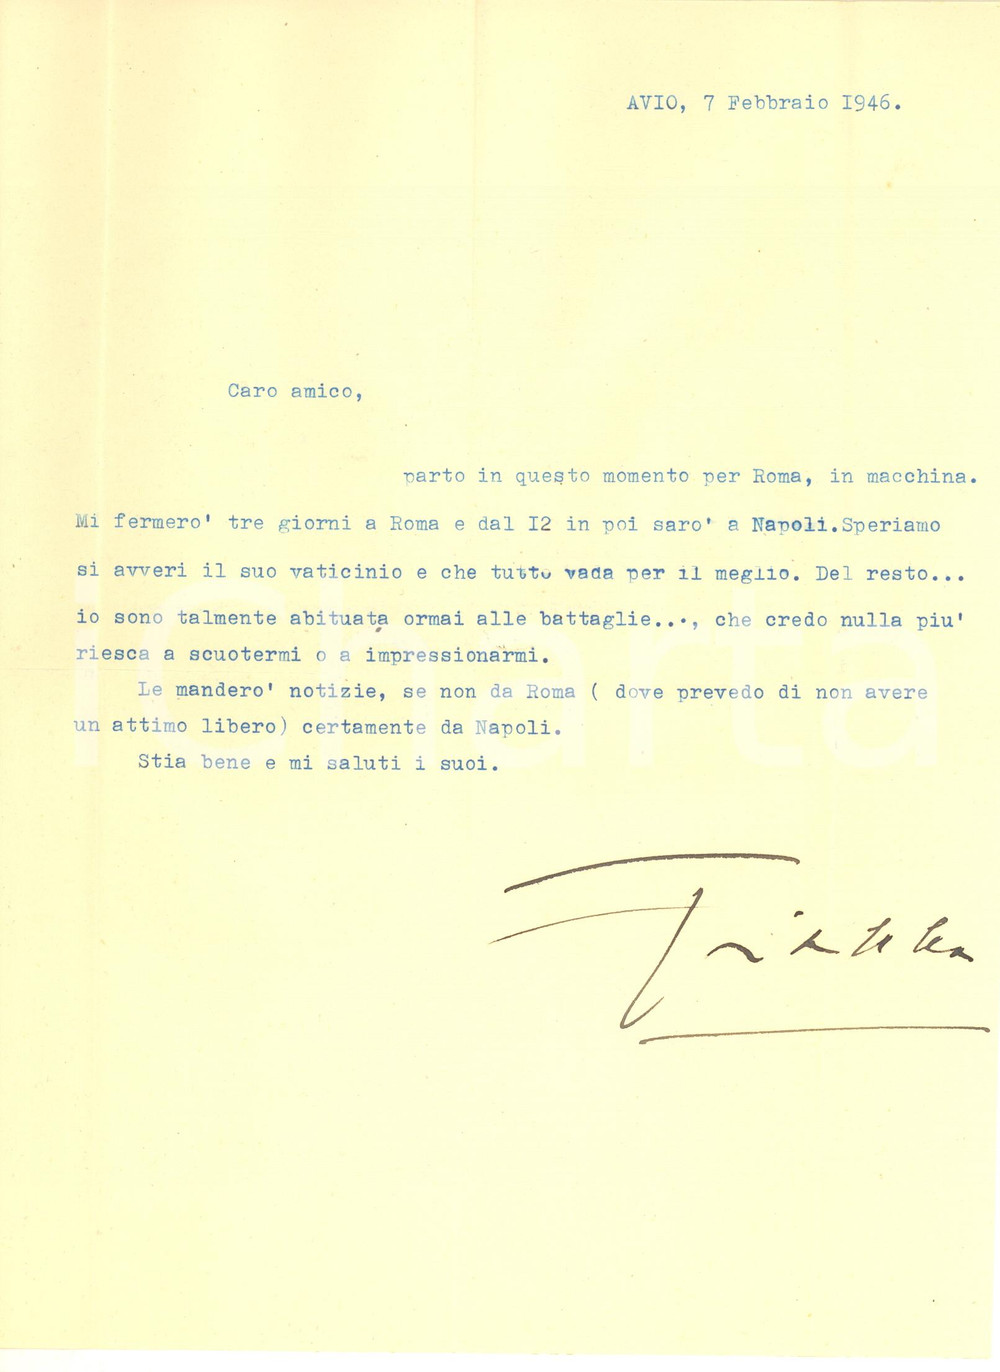 AVIO, 7 Febbraio I946.
Caro amico,
parto in questo momento per Roma, in macchina.
Mi fermero' tre giorni a Roma e dal I2 in poi saro' a Napoli.Speriamo
si avveri il suo vaticinio e che tutto vada per il meglio. Del resto...
io sono talmente abituata ormai alle battaglie..., che credo nulla piu'
riesca a scuotermi o a impressionarmi.
Le mandero' notizie, se non da Roma ( dove prevedo di non avere
un attimo libero) certamente da Napoli.
Stia bene e mi saluti i suoi.